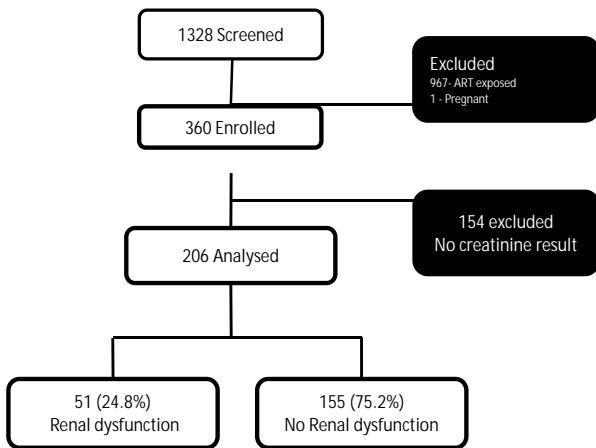 1328 Screened
Excluded
967- ART exposed
1 - Pregnant
360 Enrolled
154 excluded
No creatinine result
206 Analysed
51 (24.8%)
Renal dysfunction
155 (75.2%)
No Renal dysfunction